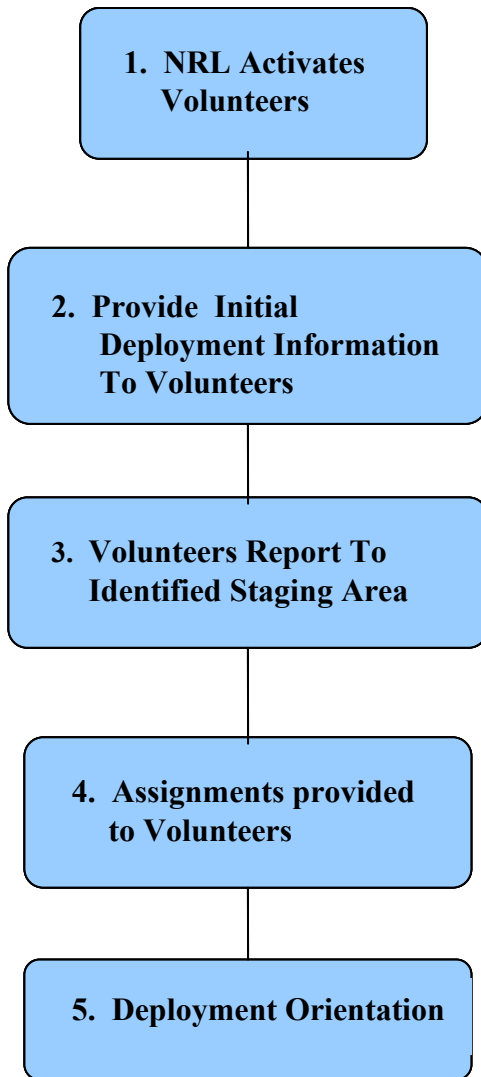 1. NRL Activates
Volunteers
2. Provide Initial
Deployment Information
To Volunteers
3. Volunteers Report To
Identified Staging Area
4. Assignments provided
to Volunteers
5. Deployment Orientation